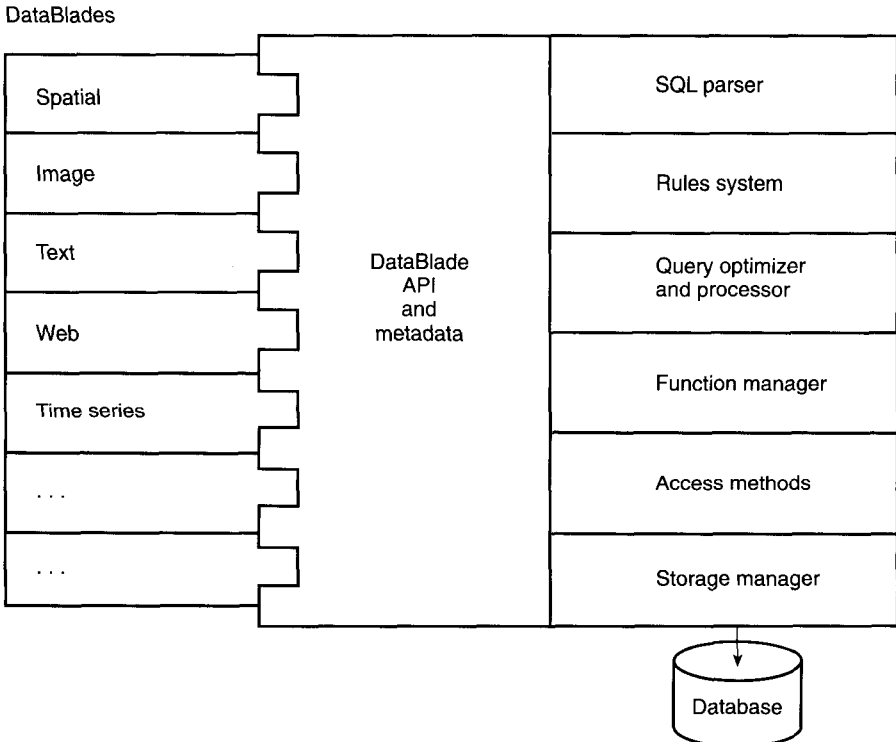 DataBlades
Spatial
Image
Text
Web
Time series
. . .
. . .
DataBlade
API
and
metadata
SQL parser
Rules system
Query optimizer
and processor
Function manager
Access methods
Storage manager
Database